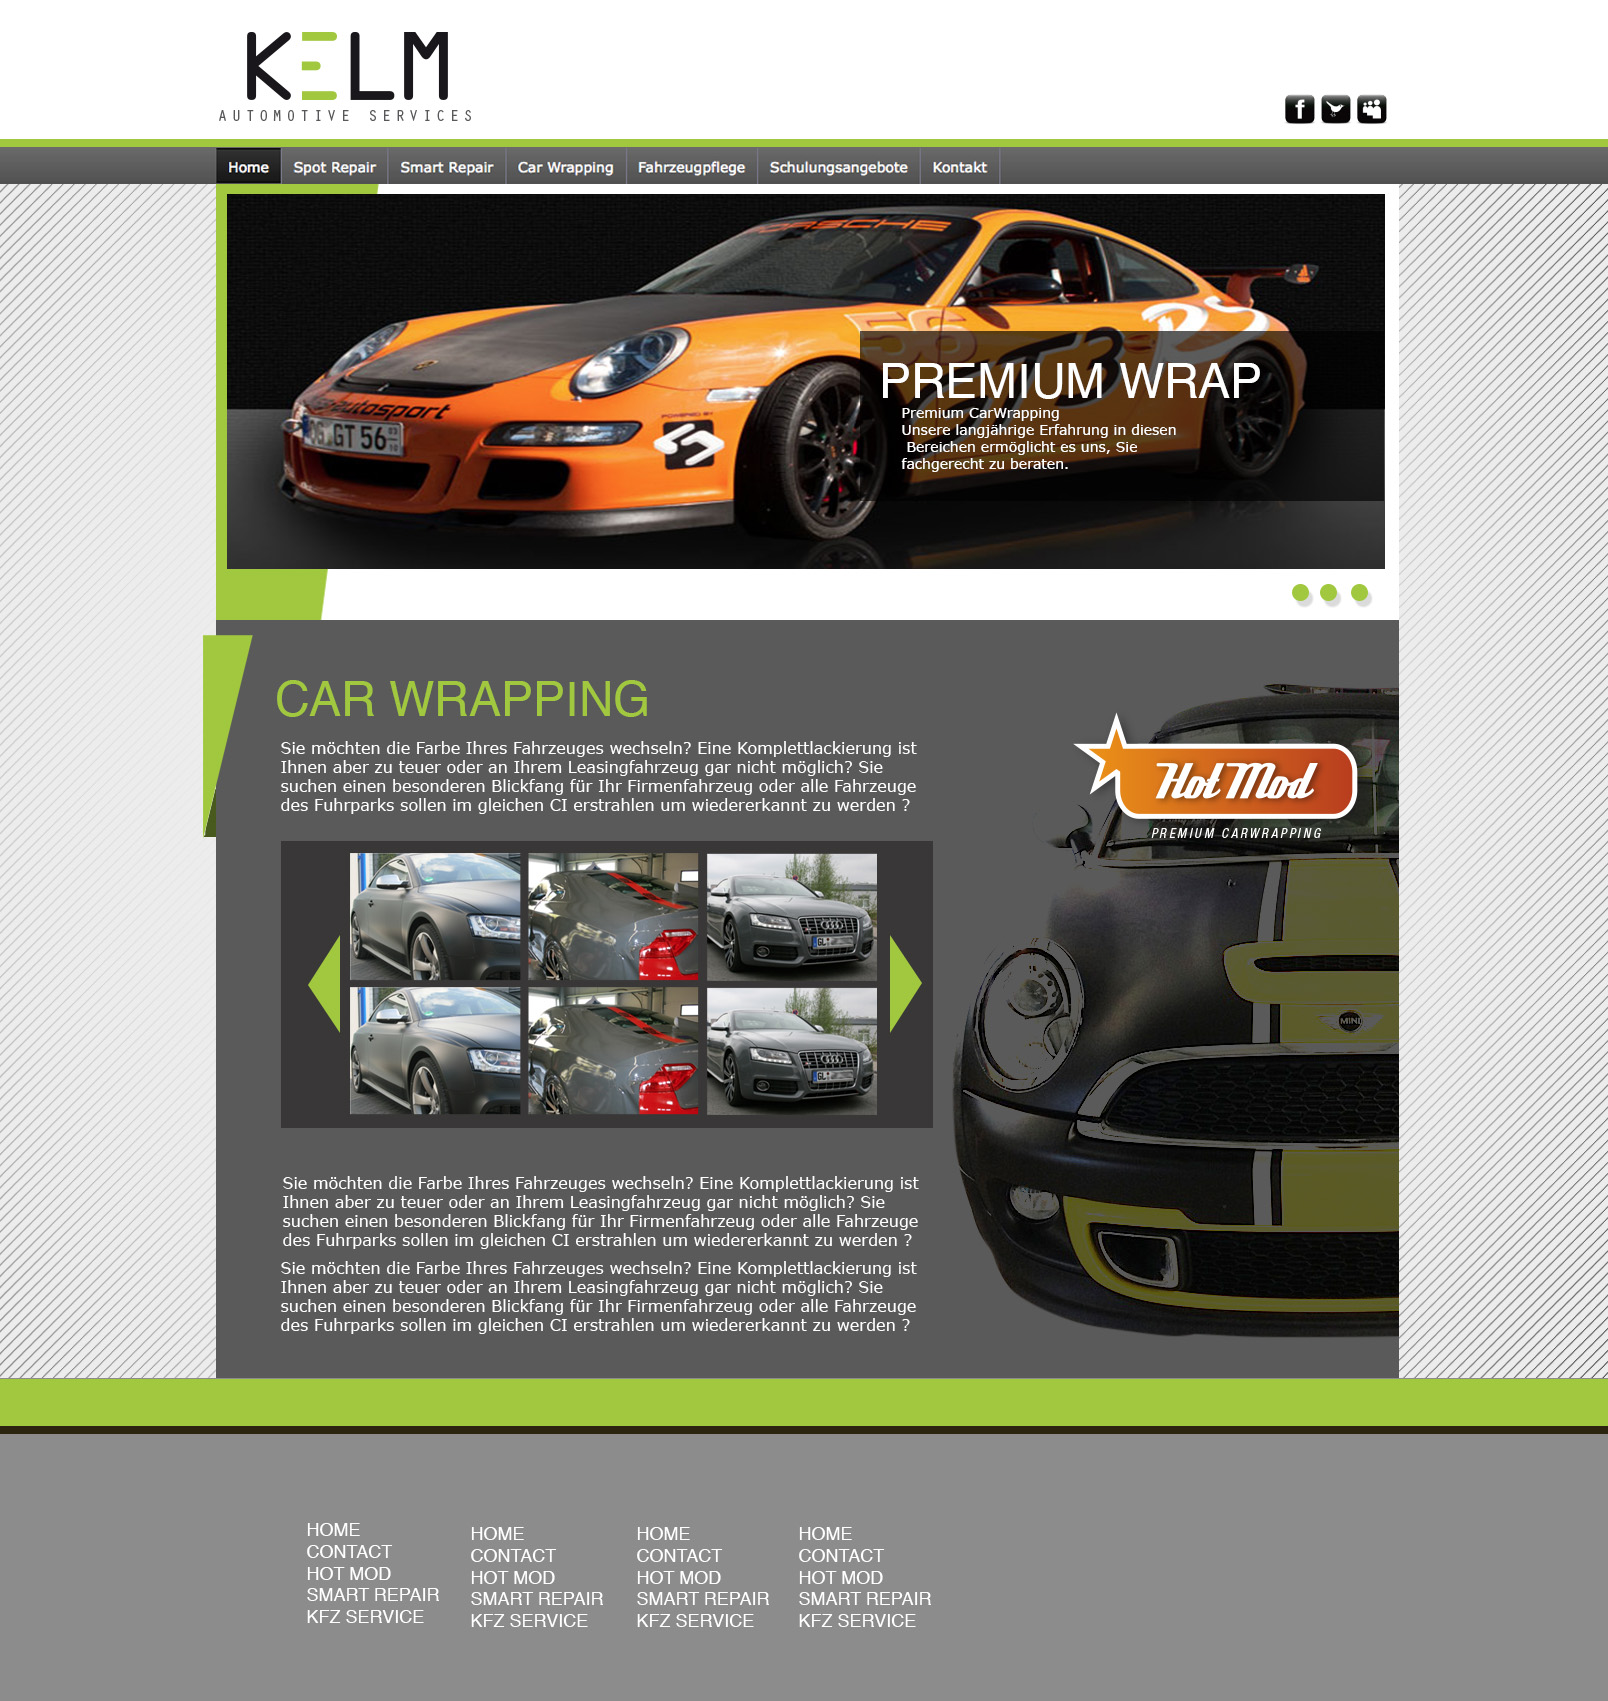 KELM
AUTOMOTIVE SERVICES
f
Home Spot Repair Smart Repair Car Wrapping Fahrzeugpflege Schulungsangebote Kontakt
PORSCHE
PREMIUM WRAP
Premium CarWrapping
Unsere langjährige Erfahrung in diesen
Bereichen ermöglicht es uns, Sie
fachgerecht zu beraten.
autosport
GT 56
POWERED BY
CAR WRAPPING
Sie möchten die Farbe Ihres Fahrzeuges wechseln? Eine Komplettlackierung ist
Ihnen aber zu teuer oder an Ihrem Leasingfahrzeug gar nicht möglich? Sie
suchen einen besonderen Blickfang für Ihr Firmenfahrzeug oder alle Fahrzeuge
des Fuhrparks sollen im gleichen CI erstrahlen um wiedererkannt zu werden ?
Hot Mod
PREMIUM CARWRAPPING
GL
GL
MINI
Sie möchten die Farbe Ihres Fahrzeuges wechseln? Eine Komplettlackierung ist
Ihnen aber zu teuer oder an Ihrem Leasingfahrzeug gar nicht möglich? Sie
suchen einen besonderen Blickfang für Ihr Firmenfahrzeug oder alle Fahrzeuge
des Fuhrparks sollen im gleichen CI erstrahlen um wiedererkannt zu werden ?
Sie möchten die Farbe Ihres Fahrzeuges wechseln? Eine Komplettlackierung ist
Ihnen aber zu teuer oder an Ihrem Leasingfahrzeug gar nicht möglich? Sie
suchen einen besonderen Blickfang für Ihr Firmenfahrzeug oder alle Fahrzeuge
des Fuhrparks sollen im gleichen CI erstrahlen um wiedererkannt zu werden ?
HOME
CONTACT
HOT MOD
SMART REPAIR
KFZ SERVICE
HOME
CONTACT
HOT MOD
SMART REPAIR
KFZ SERVICE
HOME
CONTACT
HOT MOD
SMART REPAIR
KFZ SERVICE
HOME
CONTACT
HOT MOD
SMART REPAIR
KFZ SERVICE